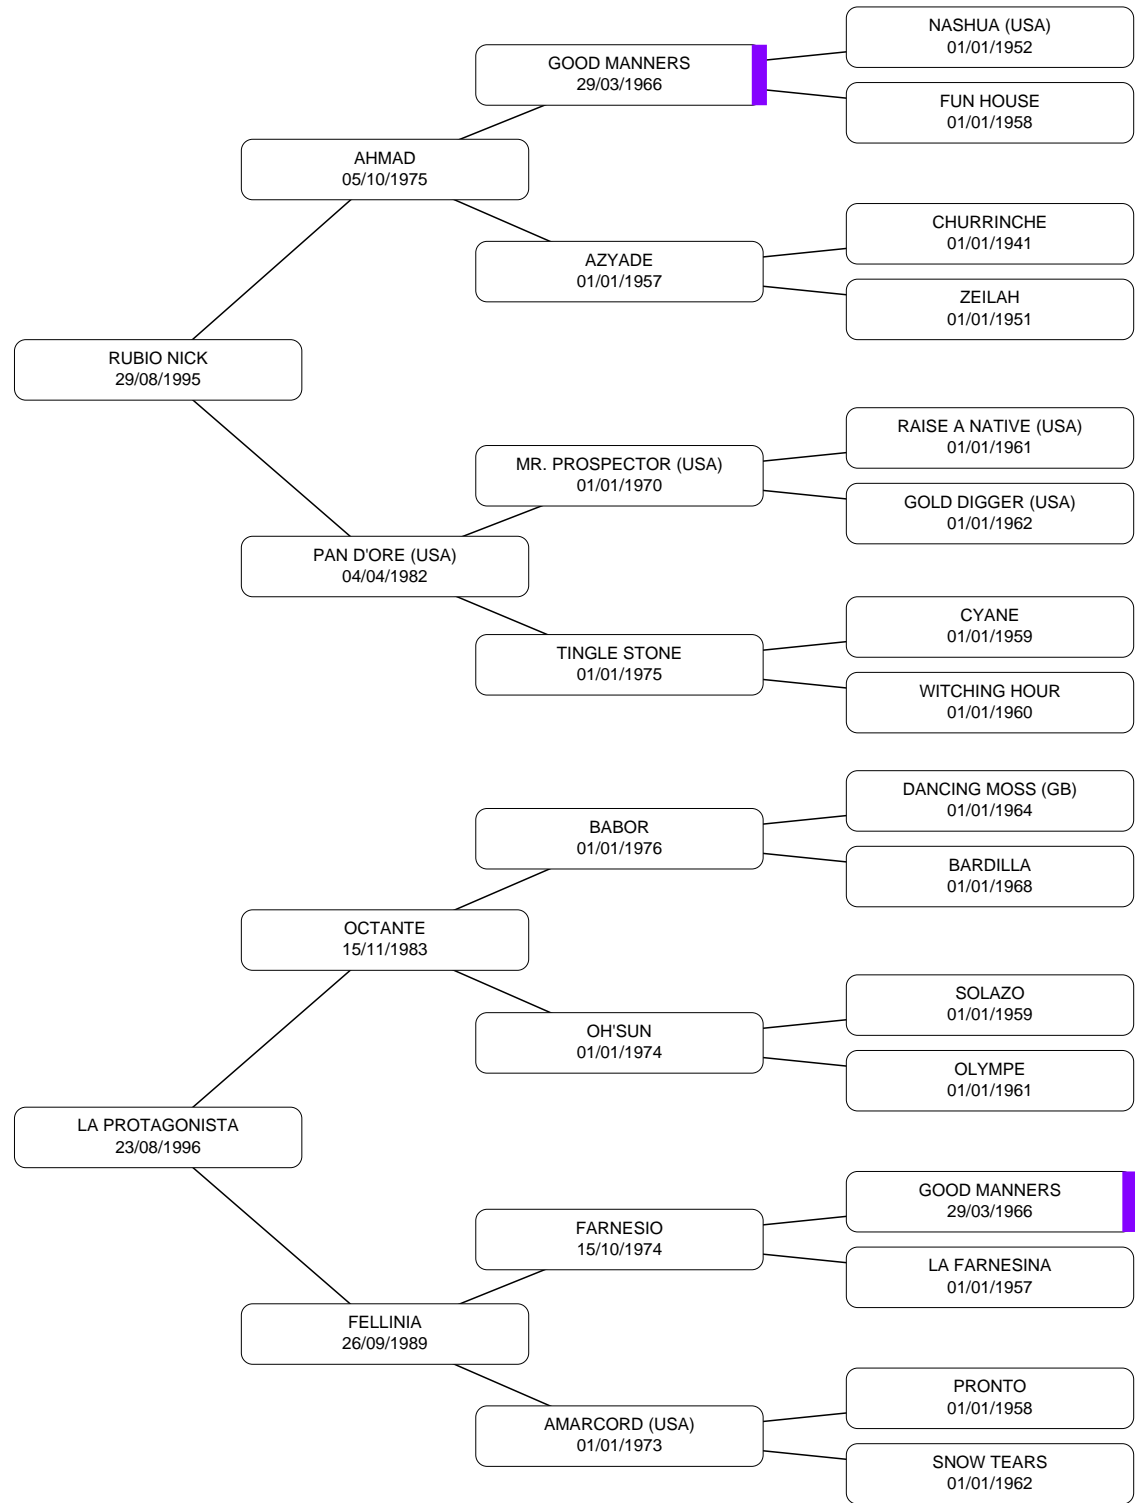 NASHUA (USA)
01/01/1952
GOOD MANNERS
29/03/1966
FUN HOUSE
01/01/1958
AHMAD
05/10/1975
CHURRINCHE
01/01/1941
AZYADE
01/01/1957
ZEILAH
01/01/1951
RUBIO NICK
29/08/1995
RAISE A NATIVE (USA)
01/01/1961
MR. PROSPECTOR (USA)
01/01/1970
GOLD DIGGER (USA)
01/01/1962
PAN D'ORE (USA)
04/04/1982
CYANE
01/01/1959
TINGLE STONE
01/01/1975
WITCHING HOUR
01/01/1960
DANCING MOSS (GB)
01/01/1964
BABOR
01/01/1976
BARDILLA
01/01/1968
OCTANTE
15/11/1983
SOLAZO
01/01/1959
OH'SUN
01/01/1974
OLYMPE
01/01/1961
LA PROTAGONISTA
23/08/1996
GOOD MANNERS
29/03/1966
FARNESIO
15/10/1974
LA FARNESINA
01/01/1957
FELLINIA
26/09/1989
PRONTO
01/01/1958
AMARCORD (USA)
01/01/1973
SNOW TEARS
01/01/1962